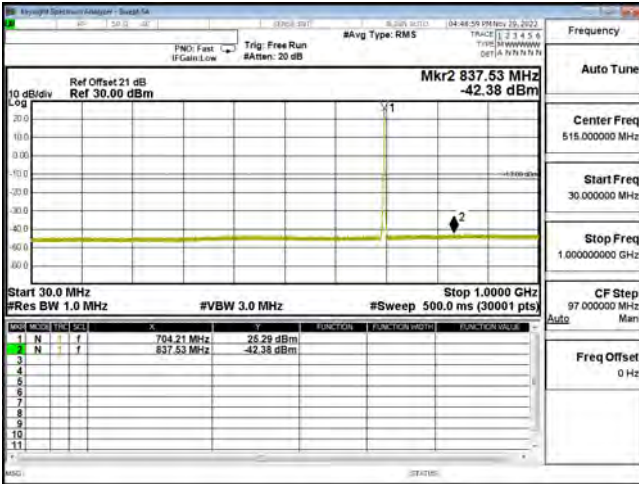 Keysight Spectrum Analyzer - Swept SA
04:46:59 PM Nov 29, 2022
#Avg Type: RMS
TRACE 1 2 3 4 5 6
TYPE M WWWWW
DET A N N N N N
PNO: Fast
IFGain:Low
Trig: Free Run
#Atten: 20 dB
Frequency
Auto Tune
Mkr2 837.53 MHz
-42.38 dBm
Ref Offset 21 dB
Ref 30.00 dBm
10 dB/div
Log
20.0
10.0
0.00
-10.0
-20.0
-30.0
-40.0
-50.0
-60.0
1
2
-13.00 dBm
Center Freq
515.000000 MHz
Start Freq
30.000000 MHz
Stop Freq
1.000000000 GHz
CF Step
97.000000 MHz
Auto Man
Freq Offset
0 Hz
Start 30.0 MHz
Stop 1.0000 GHz
#Res BW 1.0 MHz
#VBW 3.0 MHz
#Sweep 500.0 ms (30001 pts)
MKR MODE TRC SCL X Y FUNCTION FUNCTION WIDTH FUNCTION VALUE
1 N 1 f 704.21 MHz 25.29 dBm
2 N 1 f 837.53 MHz -42.38 dBm
3
4
5
6
7
8
9
10
11
MSG
STATUS